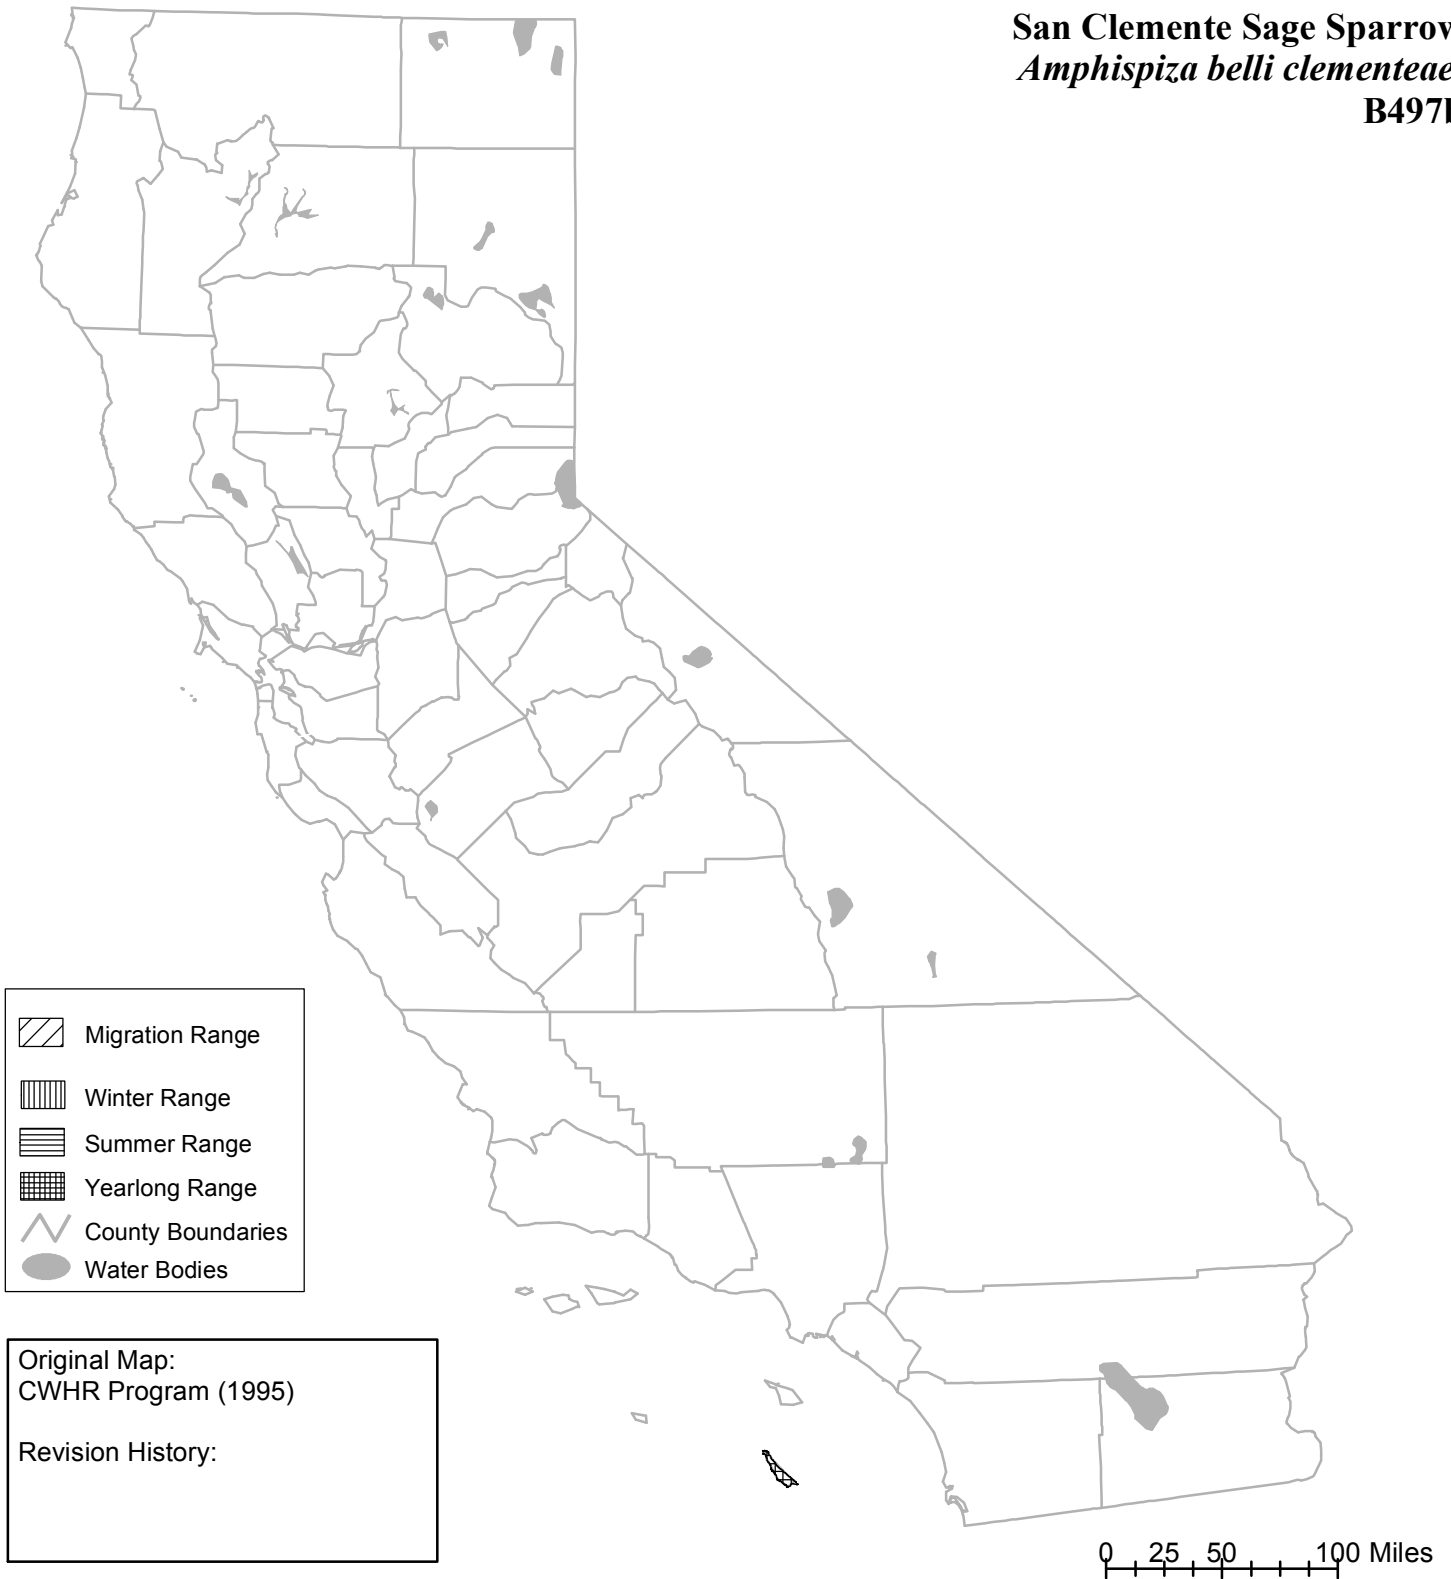 San Clemente Sage Sparrow
Amphispiza belli clementeae
B497b
Migration Range
Winter Range
Summer Range
Yearlong Range
County Boundaries
Water Bodies
Original Map:
CWHR Program (1995)
Revision History:
0 25 50 100 Miles